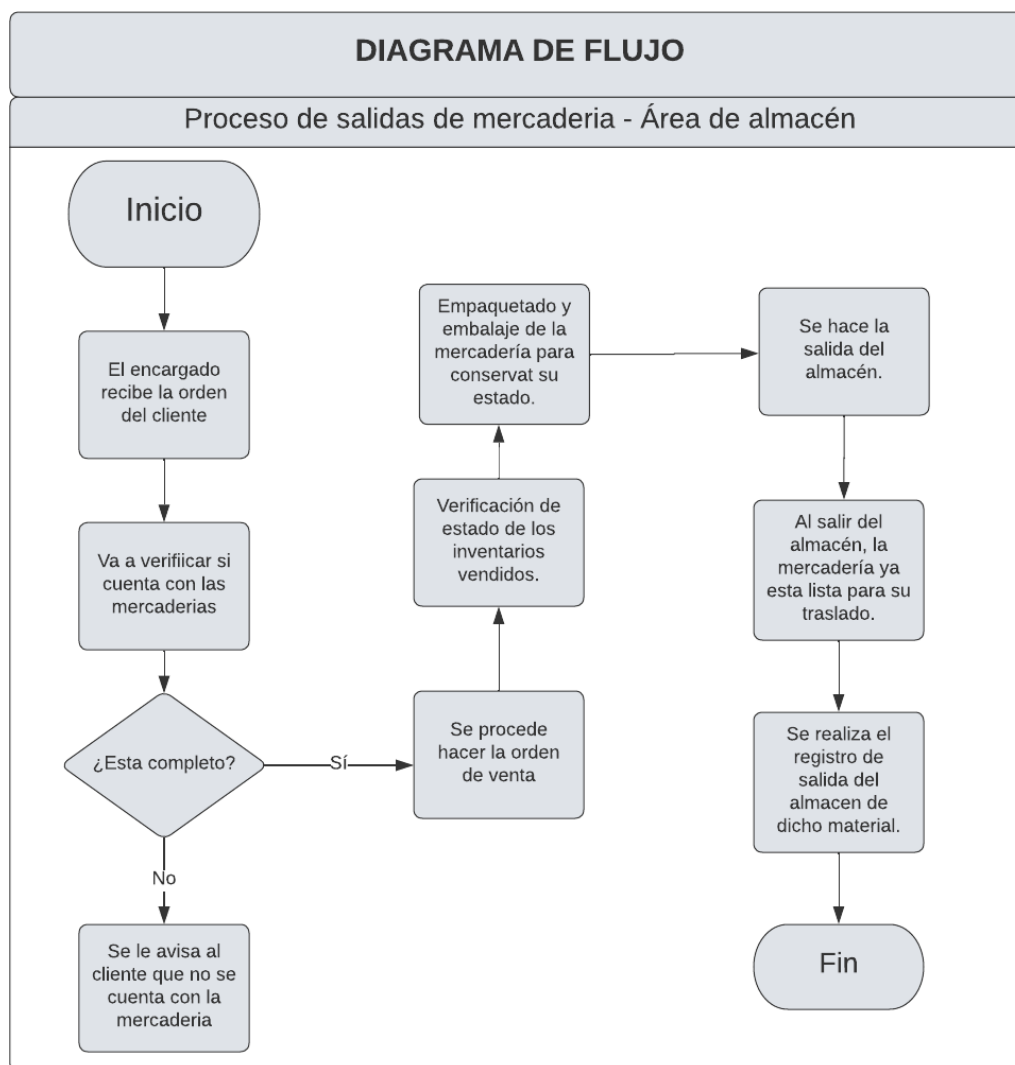 DIAGRAMA DE FLUJO
Proceso de salidas de mercaderia - Área de almacén
Inicio
El encargado
recibe la orden
del cliente
Va a verifiicar si
cuenta con las
mercaderias
¿Esta completo?
Sí
No
Se le avisa al
cliente que no se
cuenta con la
mercaderia
Se procede
hacer la orden
de venta
Verificación de
estado de los
inventarios
vendidos.
Empaquetado y
embalaje de la
mercadería para
conservat su
estado.
Se hace la
salida del
almacén.
Al salir del
almacén, la
mercadería ya
esta lista para su
traslado.
Se realiza el
registro de
salida del
almacen de
dicho material.
Fin